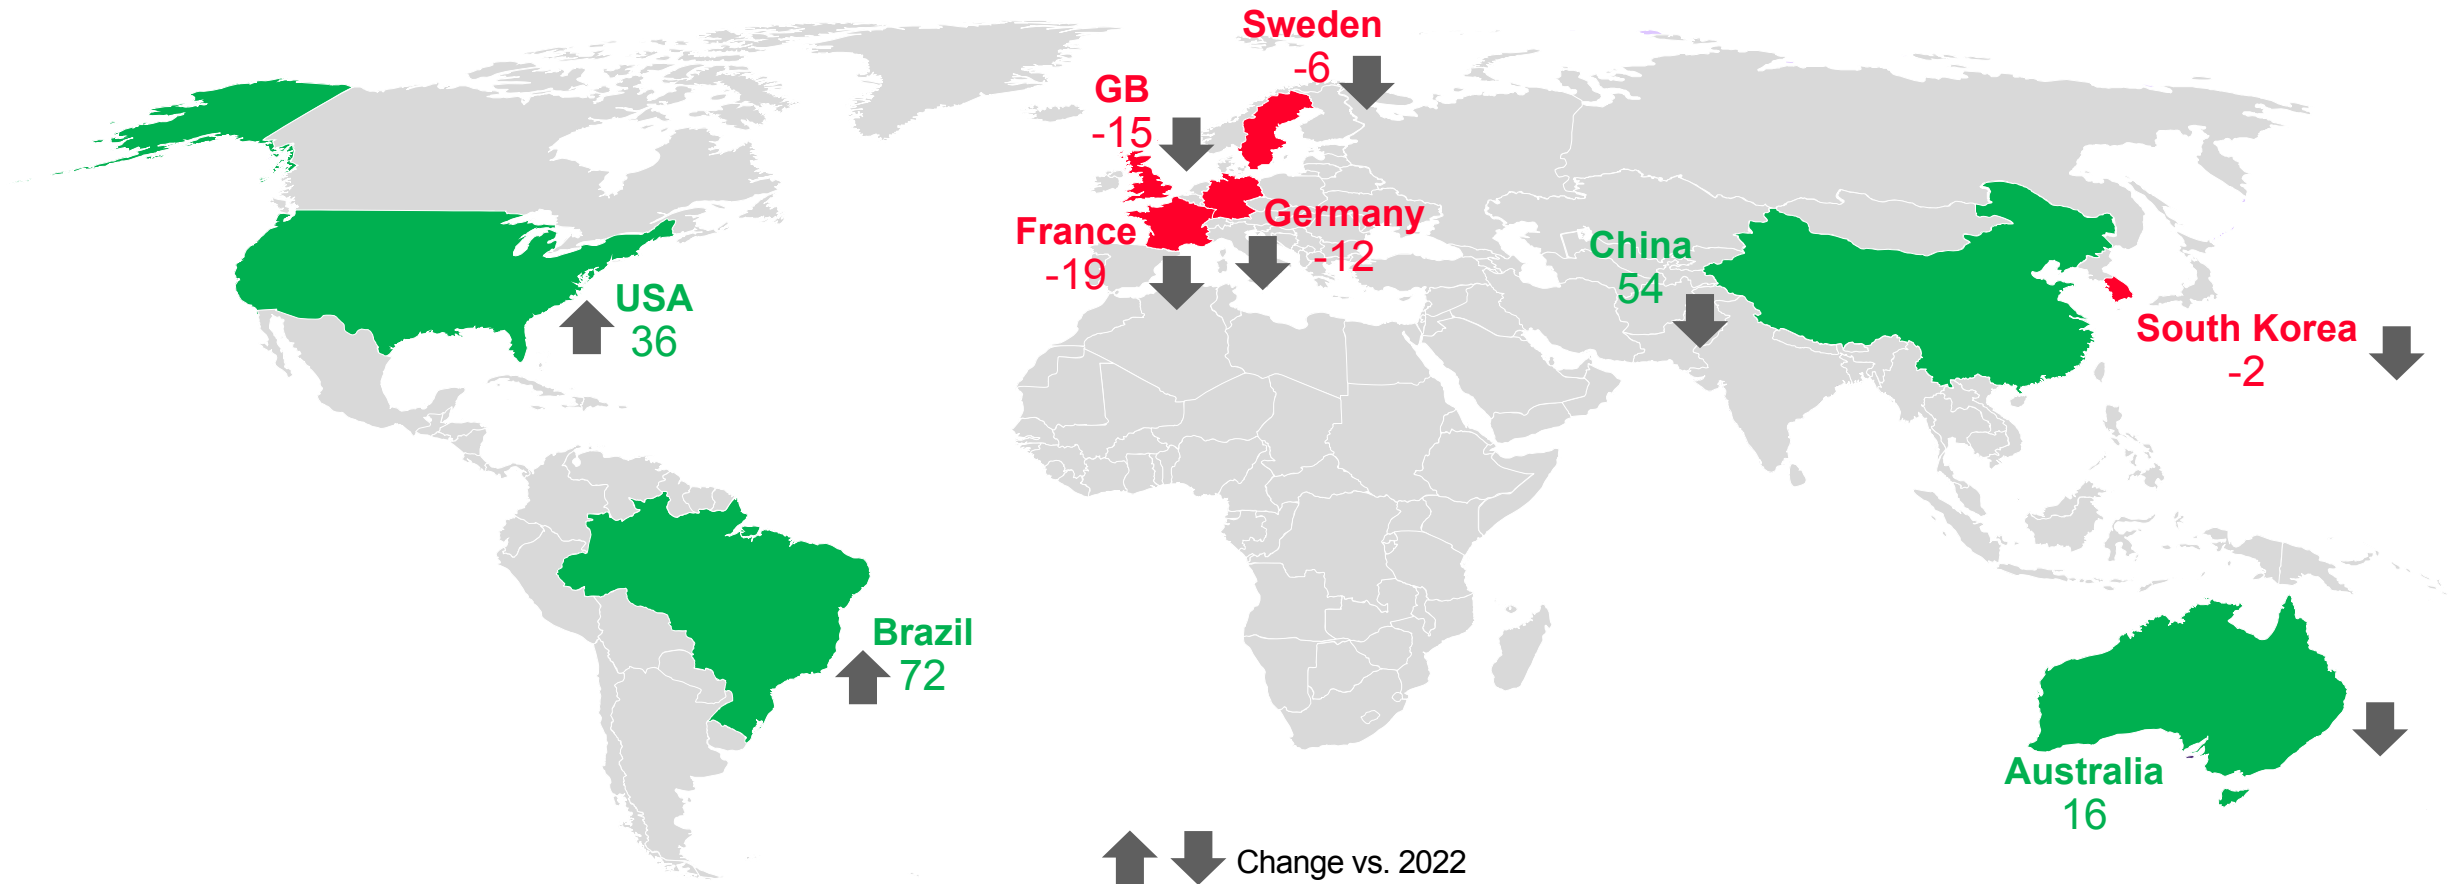 Sweden
-6
GB
-15
France
-19
Germany
-12
China
54
South Korea
-2
USA
36
Brazil
72
Australia
16
Change vs. 2022